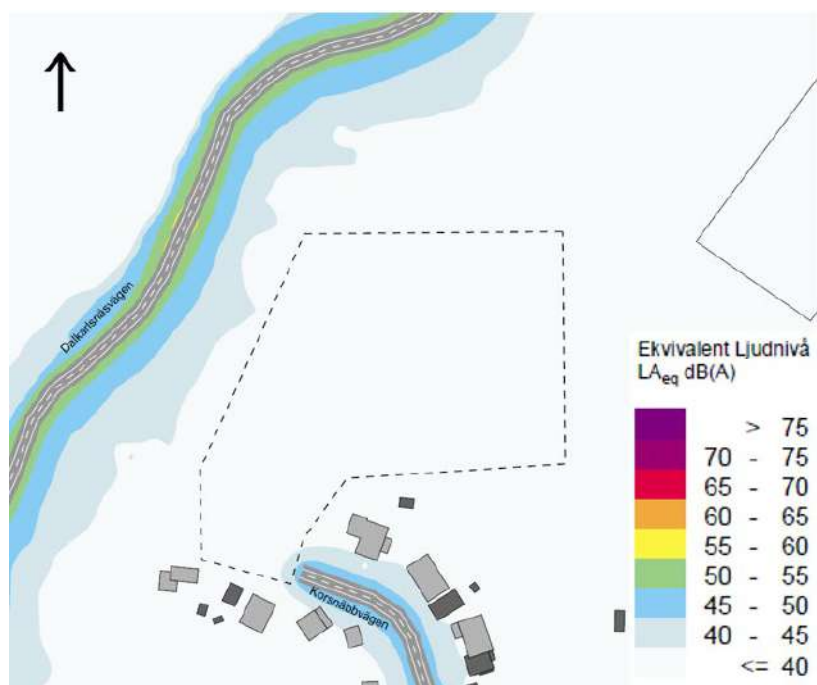 Dalkarlsnäsvägen
Ekvivalent Ljudnivå
LAeq dB(A)
> 75
70 - 75
65 - 70
60 - 65
55 - 60
50 - 55
45 - 50
40 - 45
<= 40
Korsnäbbvägen